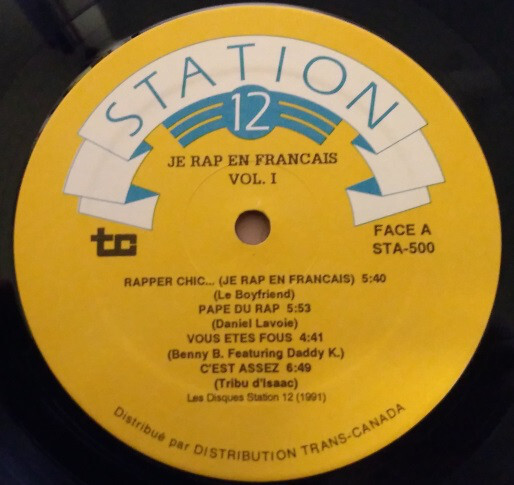 STATION
12
JE RAP EN FRANCAIS
VOL. I
tc
FACE A
STA-500
RAPPER CHIC... (JE RAP EN FRANCAIS) 5:40
(Le Boyfriend)
PAPE DU RAP 5:53
(Daniel Lavoie)
VOUS ETES FOUS 4:41
(Benny B. Featuring Daddy K.)
C'EST ASSEZ 6:49
(Tribu d'Isaac)
Les Disques Station 12 (1991)
Distribué par DISTRIBUTION TRANS-CANADA